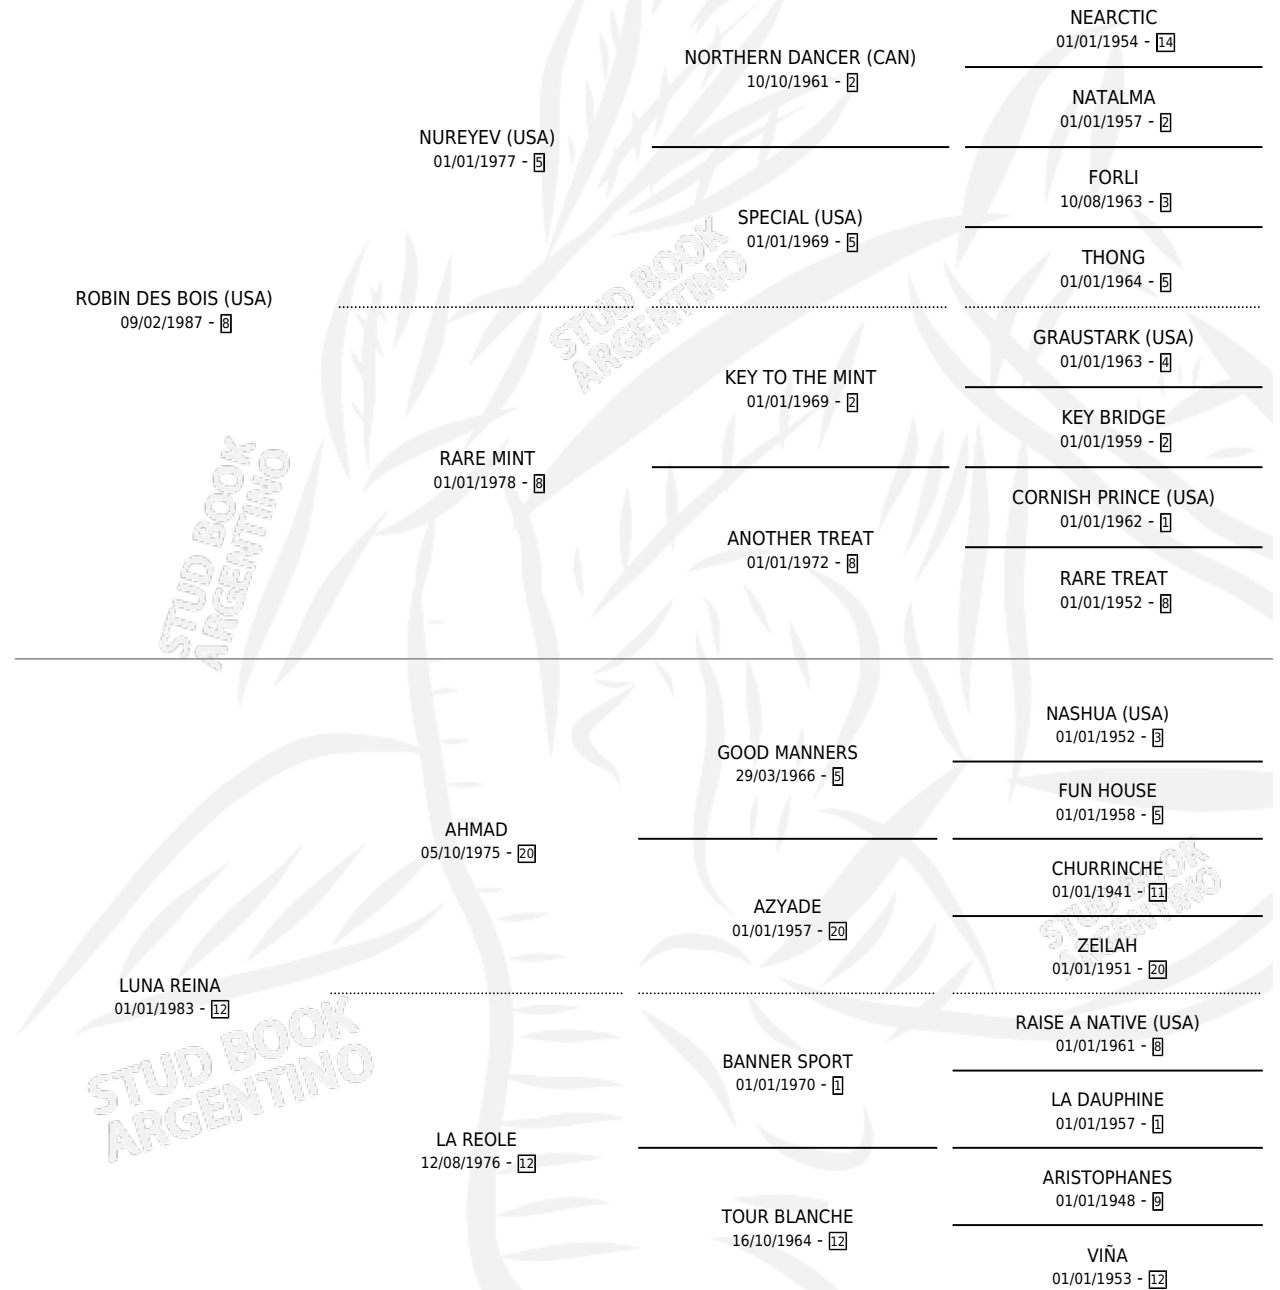 NEARCTIC
01/01/1954 - 14
NORTHERN DANCER (CAN)
10/10/1961 - 2
NATALMA
01/01/1957 - 2
NUREYEV (USA)
01/01/1977 - 5
FORLI
10/08/1963 - 3
SPECIAL (USA)
01/01/1969 - 5
THONG
01/01/1964 - 5
ROBIN DES BOIS (USA)
09/02/1987 - 8
GRAUSTARK (USA)
01/01/1963 - 4
KEY TO THE MINT
01/01/1969 - 2
KEY BRIDGE
01/01/1959 - 2
RARE MINT
01/01/1978 - 8
CORNISH PRINCE (USA)
01/01/1962 - 1
ANOTHER TREAT
01/01/1972 - 8
RARE TREAT
01/01/1952 - 8
NASHUA (USA)
01/01/1952 - 3
GOOD MANNERS
29/03/1966 - 5
FUN HOUSE
01/01/1958 - 5
AHMAD
05/10/1975 - 20
CHURRINCHE
01/01/1941 - 11
AZYADE
01/01/1957 - 20
ZEILAH
01/01/1951 - 20
LUNA REINA
01/01/1983 - 12
RAISE A NATIVE (USA)
01/01/1961 - 8
BANNER SPORT
01/01/1970 - 1
LA DAUPHINE
01/01/1957 - 1
LA REOLE
12/08/1976 - 12
ARISTOPHANES
01/01/1948 - 9
TOUR BLANCHE
16/10/1964 - 12
VIÑA
01/01/1953 - 12
STUD BOOK
ARGENTINO
STUD BOOK
ARGENTINO
STUD BOOK
ARGENTINO
STUD BOOK
ARGENTINO